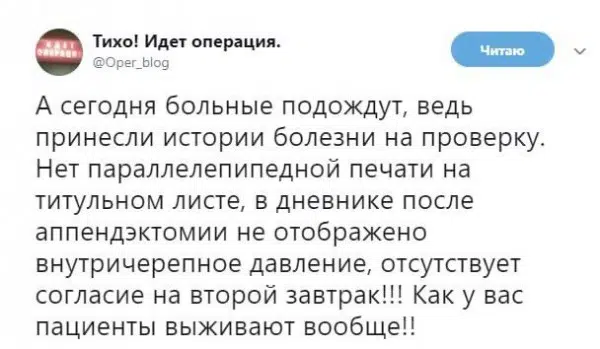 Тихо! Идет операция.
@Oper_blog
Читаю
А сегодня больные подождут, ведь
принесли истории болезни на проверку.
Нет параллелепипедной печати на
титульном листе, в дневнике после
аппендэктомии не отображено
внутричерепное давление, отсутствует
согласие на второй завтрак!!! Как у вас
пациенты выживают вообще!!